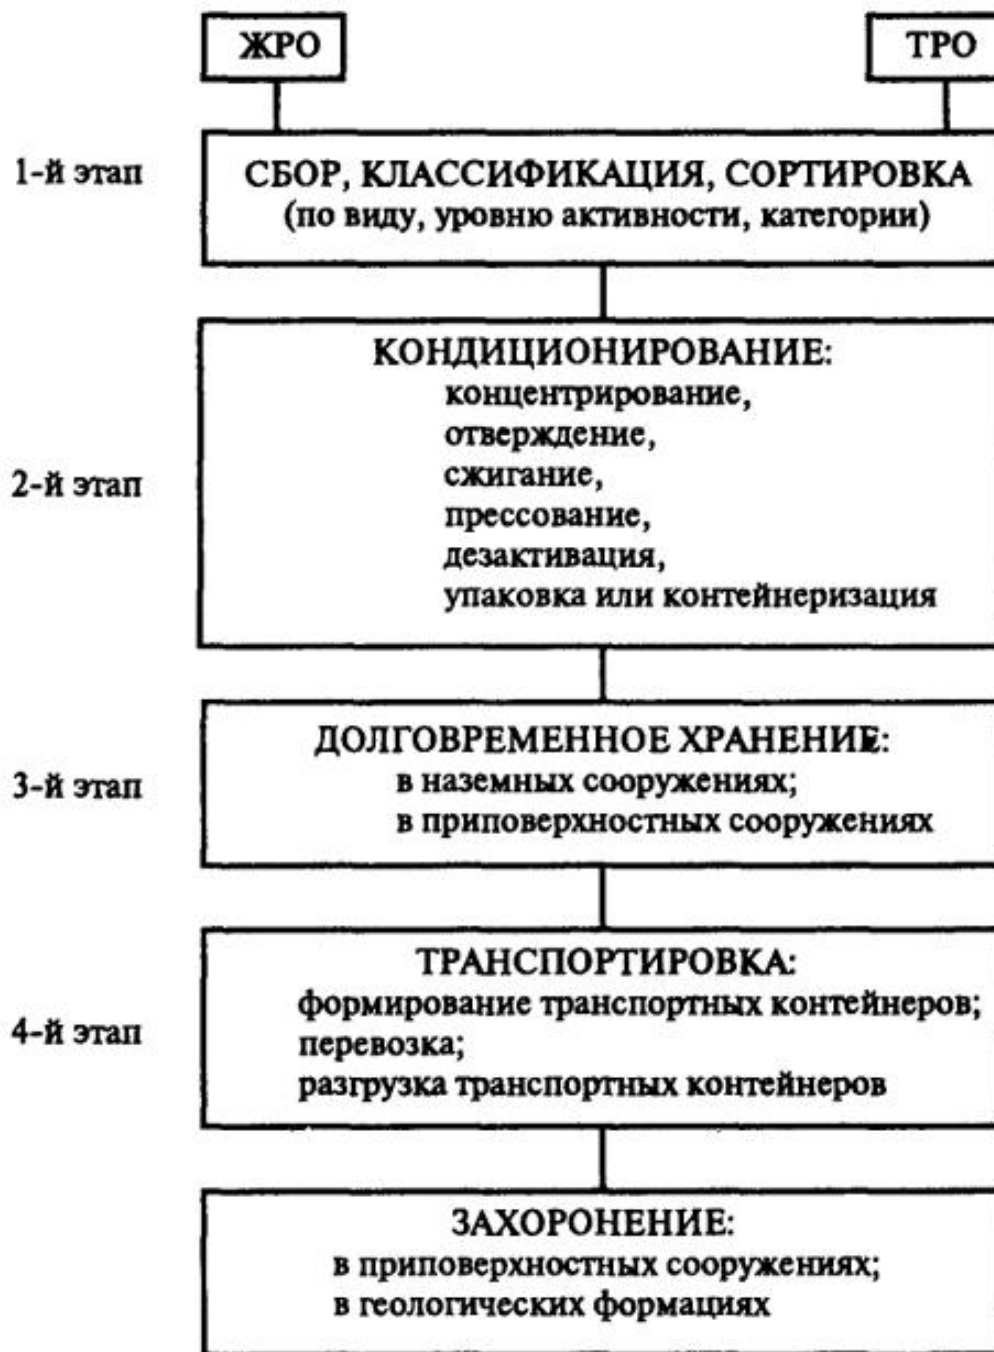 ЖРО
ТРО
1-й этап
СБОР, КЛАССИФИКАЦИЯ, СОРТИРОВКА
(по виду, уровню активности, категории)
2-й этап
КОНДИЦИОНИРОВАНИЕ:
концентрирование,
отверждение,
сжигание,
прессование,
дезактивация,
упаковка или контейнеризация
3-й этап
ДОЛГОВРЕМЕННОЕ ХРАНЕНИЕ:
в наземных сооружениях;
в приповерхностных сооружениях
4-й этап
ТРАНСПОРТИРОВКА:
формирование транспортных контейнеров;
перевозка;
разгрузка транспортных контейнеров
ЗАХОРОНЕНИЕ:
в приповерхностных сооружениях;
в геологических формациях